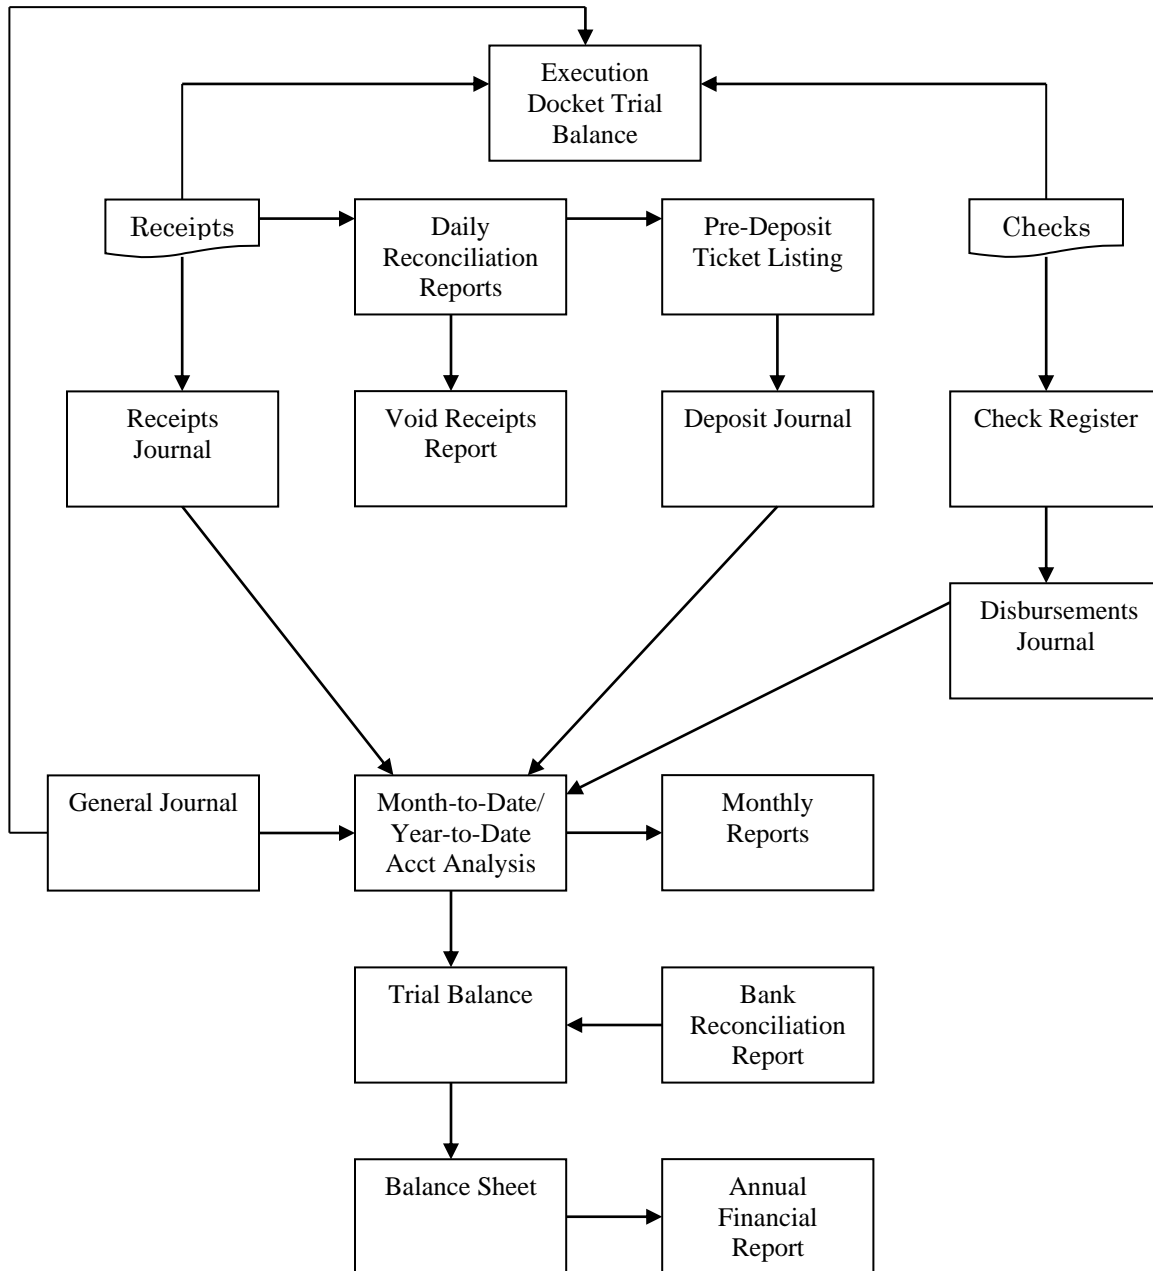 Execution
Docket Trial
Balance
Receipts
Daily
Reconciliation
Reports
Pre-Deposit
Ticket Listing
Checks
Receipts
Journal
Void Receipts
Report
Deposit Journal
Check Register
Disbursements
Journal
General Journal
Month-to-Date/
Year-to-Date
Acct Analysis
Monthly
Reports
Trial Balance
Bank
Reconciliation
Report
Balance Sheet
Annual
Financial
Report